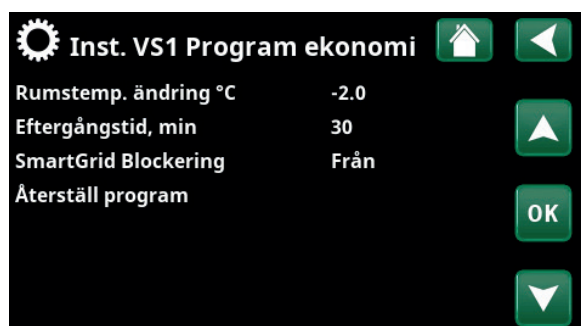 Inst. VS1 Program ekonomi
Rumstemp. ändring °C -2.0
Eftergångstid, min 30
SmartGrid Blockering Från
Återställ program
OK